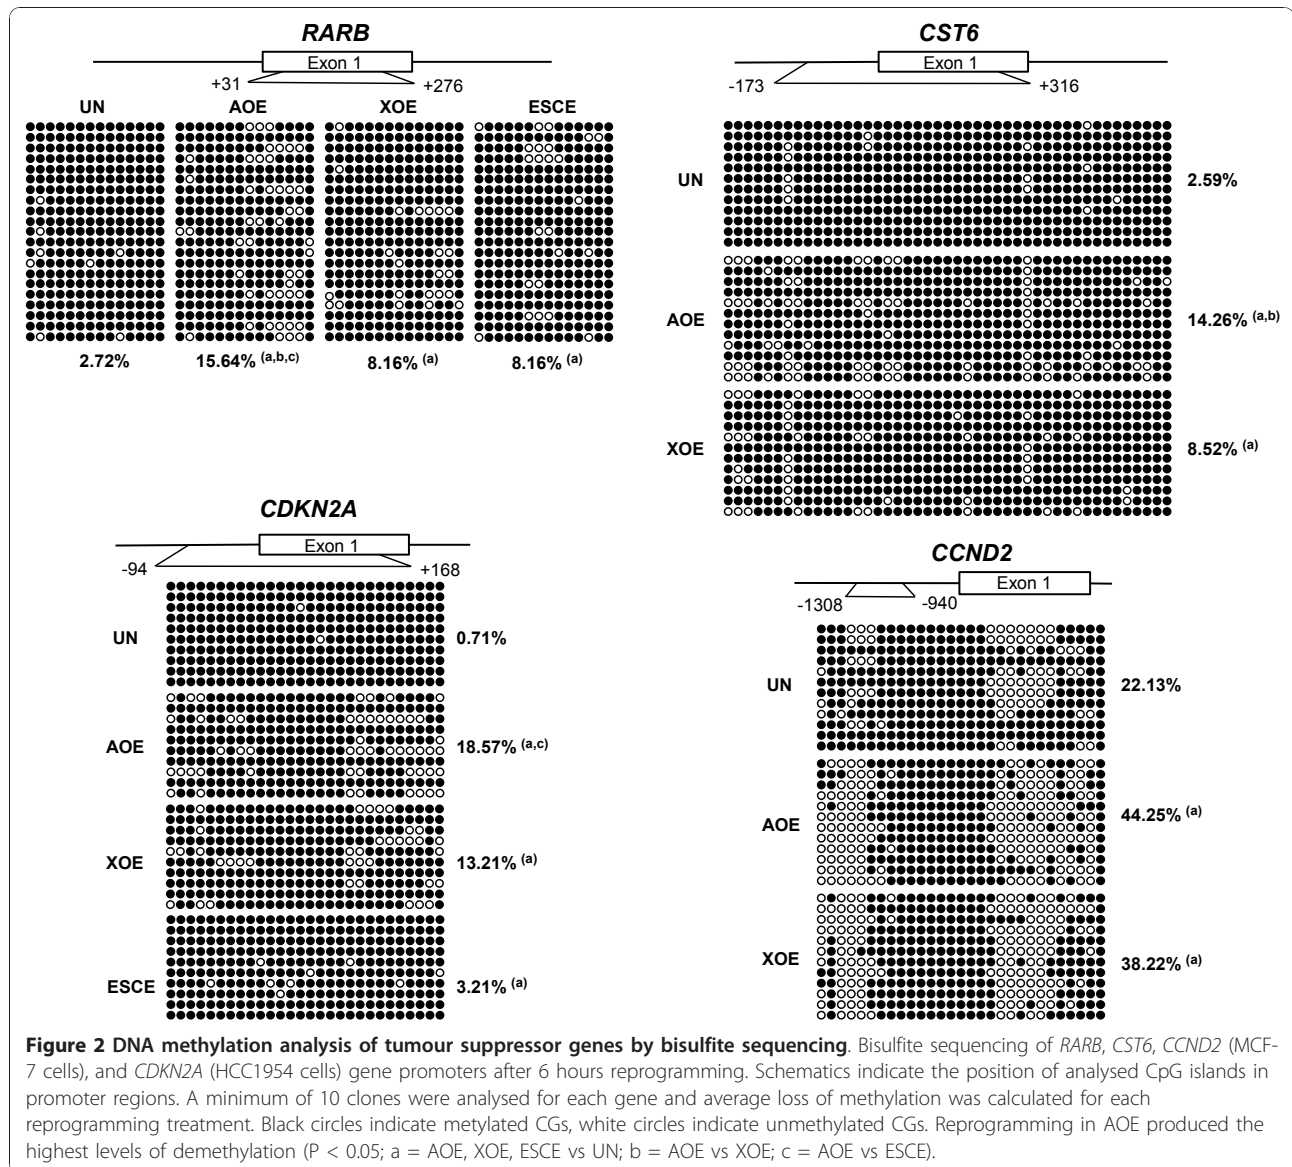 RARB
Exon 1
+31
+276
UN
AOE
XOE
ESCE
2.72%
15.64% (a,b,c)
8.16% (a)
8.16% (a)
CST6
Exon 1
-173
+316
UN
2.59%
AOE
14.26% (a,b)
XOE
8.52% (a)
CDKN2A
Exon 1
-94
+168
UN
0.71%
AOE
18.57% (a,c)
XOE
13.21% (a)
ESCE
3.21% (a)
CCND2
Exon 1
-1308
-940
UN
22.13%
AOE
44.25% (a)
XOE
38.22% (a)
Figure 2 DNA methylation analysis of tumour suppressor genes by bisulfite sequencing. Bisulfite sequencing of RARB, CST6, CCND2 (MCF-
7 cells), and CDKN2A (HCC1954 cells) gene promoters after 6 hours reprogramming. Schematics indicate the position of analysed CpG islands in
promoter regions. A minimum of 10 clones were analysed for each gene and average loss of methylation was calculated for each
reprogramming treatment. Black circles indicate metylated CGs, white circles indicate unmethylated CGs. Reprogramming in AOE produced the
highest levels of demethylation (P < 0.05; a = AOE, XOE, ESCE vs UN; b = AOE vs XOE; c = AOE vs ESCE).